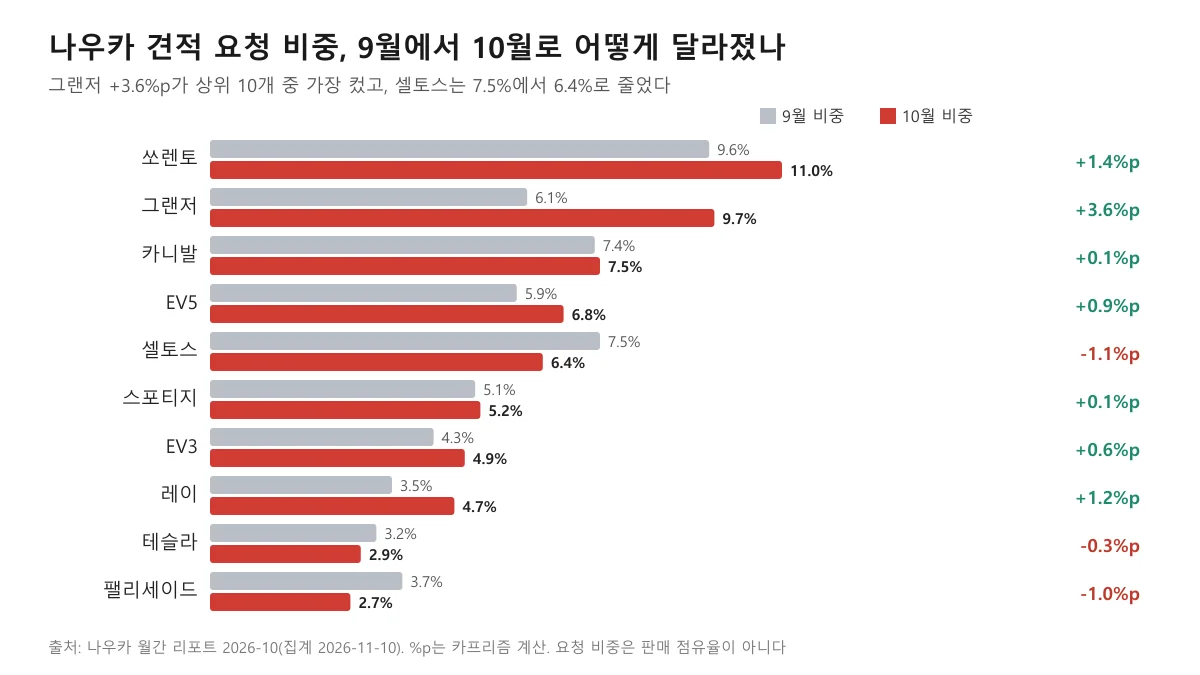 나우카 견적 요청 비중, 9월에서 10월로 어떻게 달라졌나
그랜저 +3.6%p가 상위 10개 중 가장 컸고, 셀토스는 7.5%에서 6.4%로 줄었다
9월 비중 10월 비중
쏘렌토 9.6% 11.0% +1.4%p
그랜저 6.1% 9.7% +3.6%p
카니발 7.4% 7.5% +0.1%p
EV5 5.9% 6.8% +0.9%p
셀토스 7.5% 6.4% -1.1%p
스포티지 5.1% 5.2% +0.1%p
EV3 4.3% 4.9% +0.6%p
레이 3.5% 4.7% +1.2%p
테슬라 3.2% 2.9% -0.3%p
팰리세이드 3.7% 2.7% -1.0%p
출처: 나우카 월간 리포트 2026-10(집계 2026-11-10). %p는 카프리즘 계산. 요청 비중은 판매 점유율이 아니다